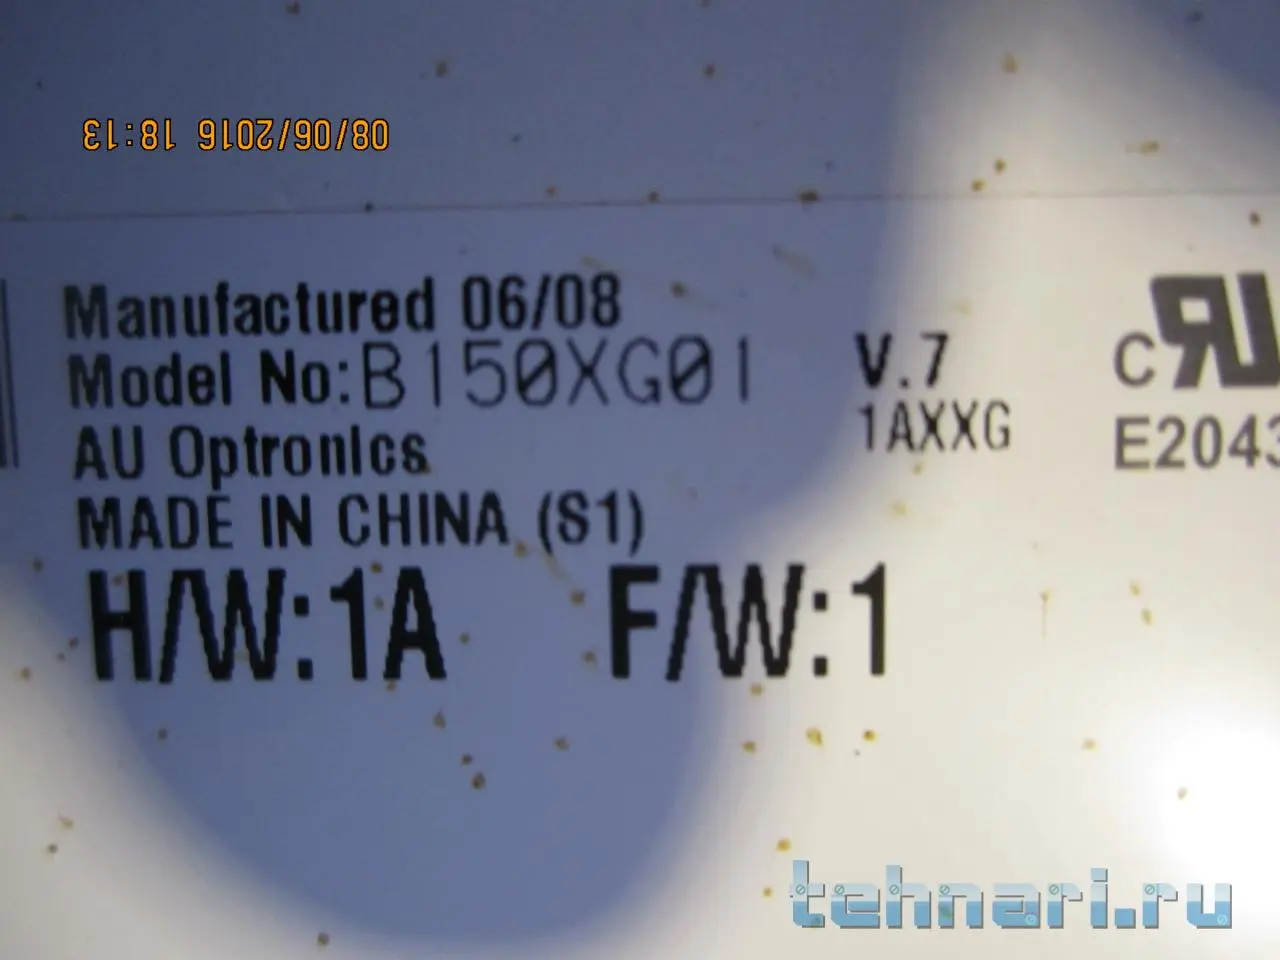 08/06/2016 18:13
Manufactured 06/08
Model No:B150XG01 V.7
1AXXG
AU Optronics
MADE IN CHINA (S1)
H/W:1A F/W:1
C
E2043
tehnari.ru